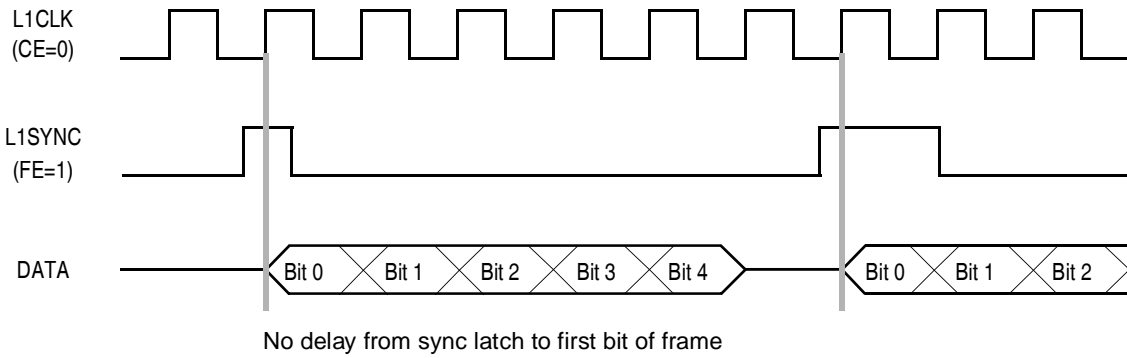 L1CLK
(CE=0)
L1SYNC
(FE=1)
DATA
Bit 0 Bit 1 Bit 2 Bit 3 Bit 4 Bit 0 Bit 1 Bit 2
No delay from sync latch to first bit of frame